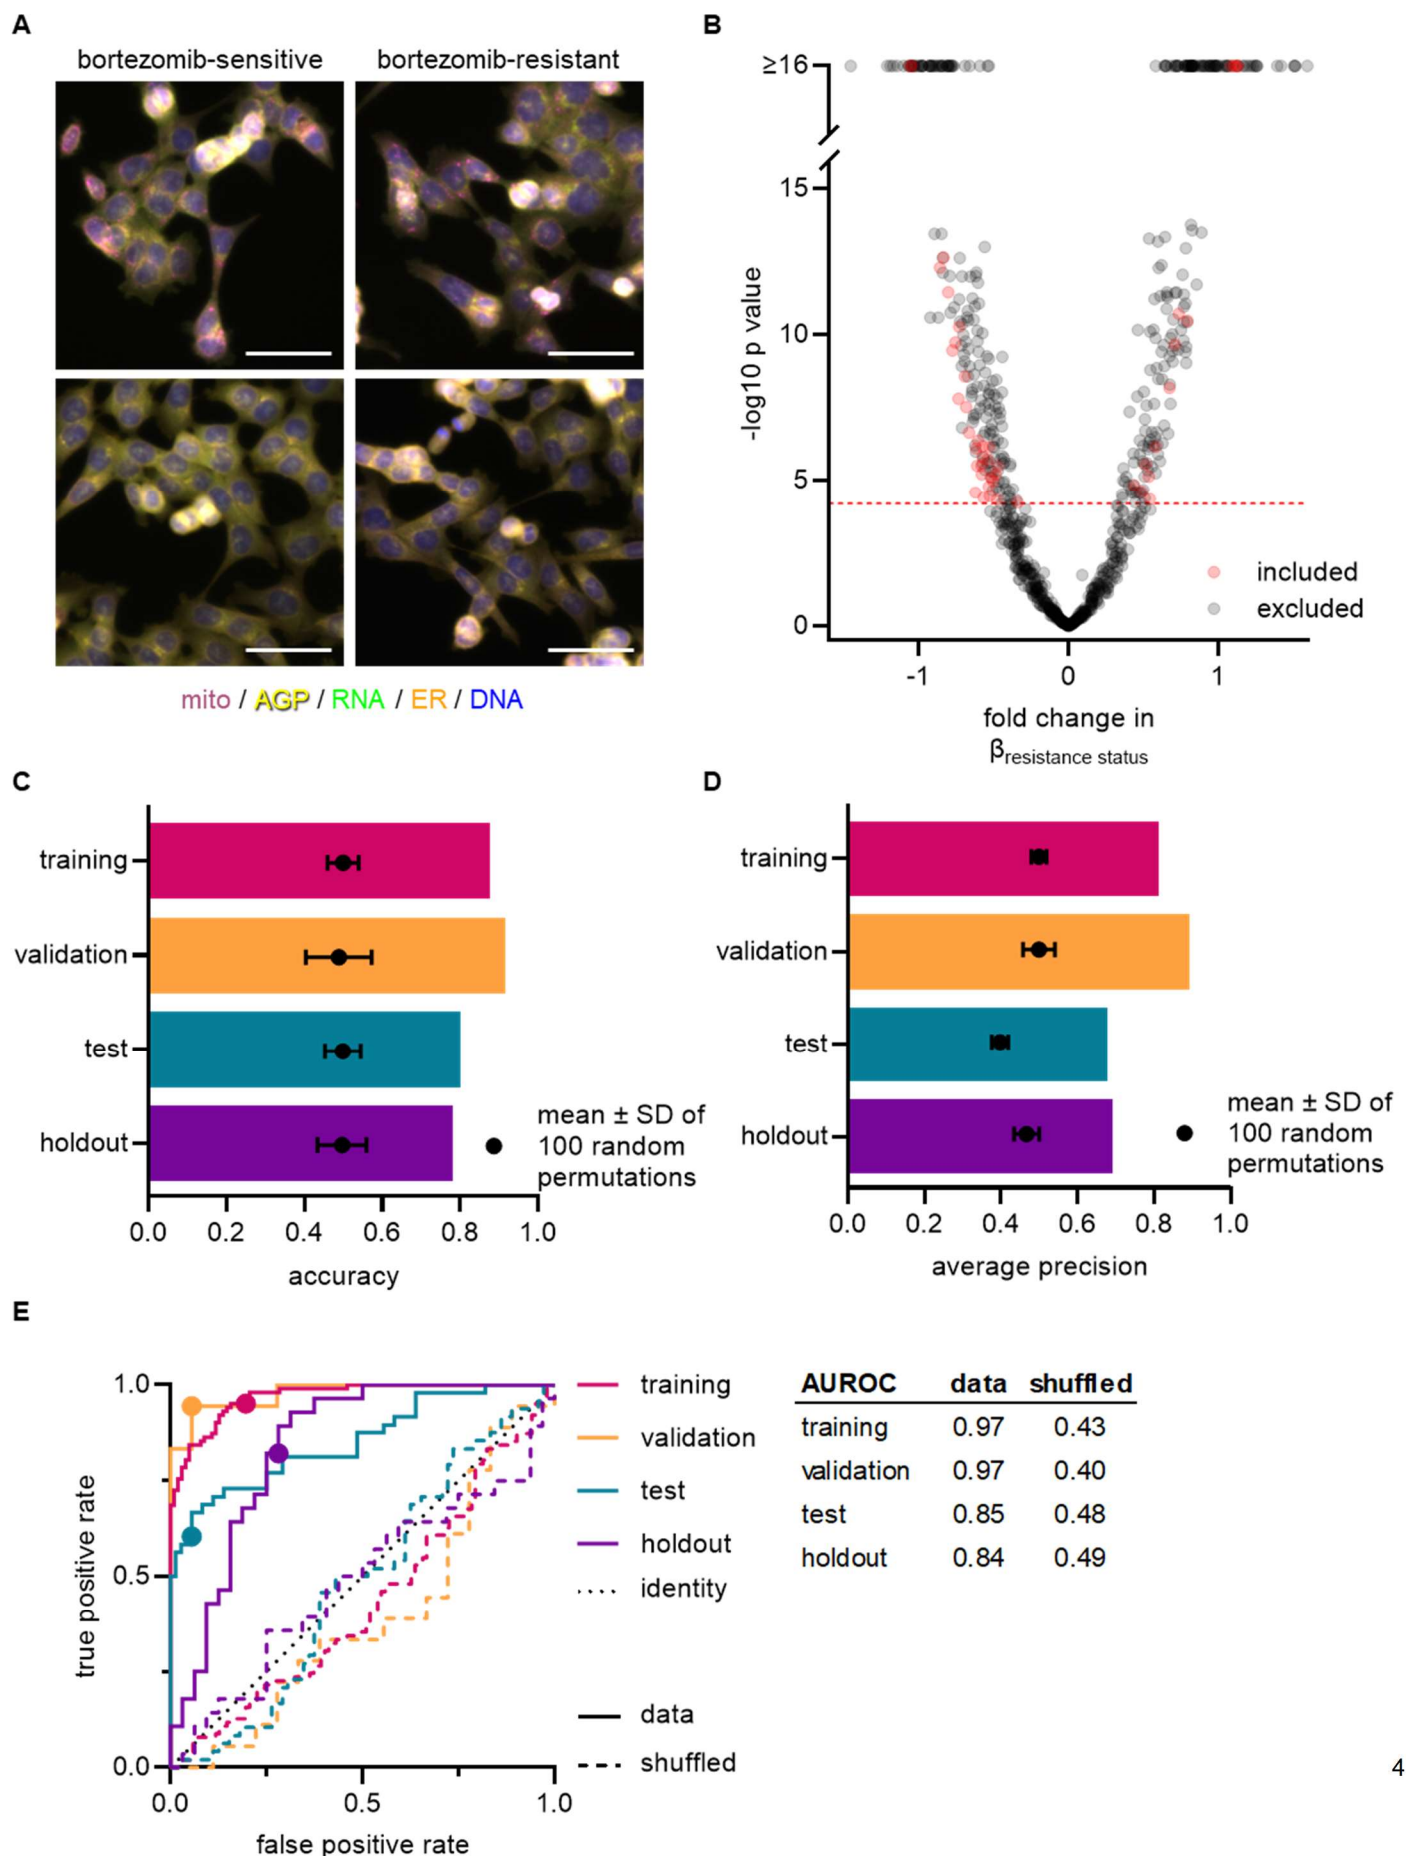 A
bortezomib-sensitive
bortezomib-resistant
mito / AGP / RNA / ER / DNA
B
≥16
15
10
5
0
-log10 p value
-1
0
1
fold change in
βresistance status
included
excluded
C
training
validation
test
holdout
mean ± SD of
100 random
permutations
0.0
0.2
0.4
0.6
0.8
1.0
accuracy
D
training
validation
test
holdout
mean ± SD of
100 random
permutations
0.0
0.2
0.4
0.6
0.8
1.0
average precision
E
1.0
0.5
0.0
true positive rate
0.0
0.5
1.0
false positive rate
training
validation
test
holdout
identity
data
shuffled
AUROC data shuffled
training 0.97 0.43
validation 0.97 0.40
test 0.85 0.48
holdout 0.84 0.49
4